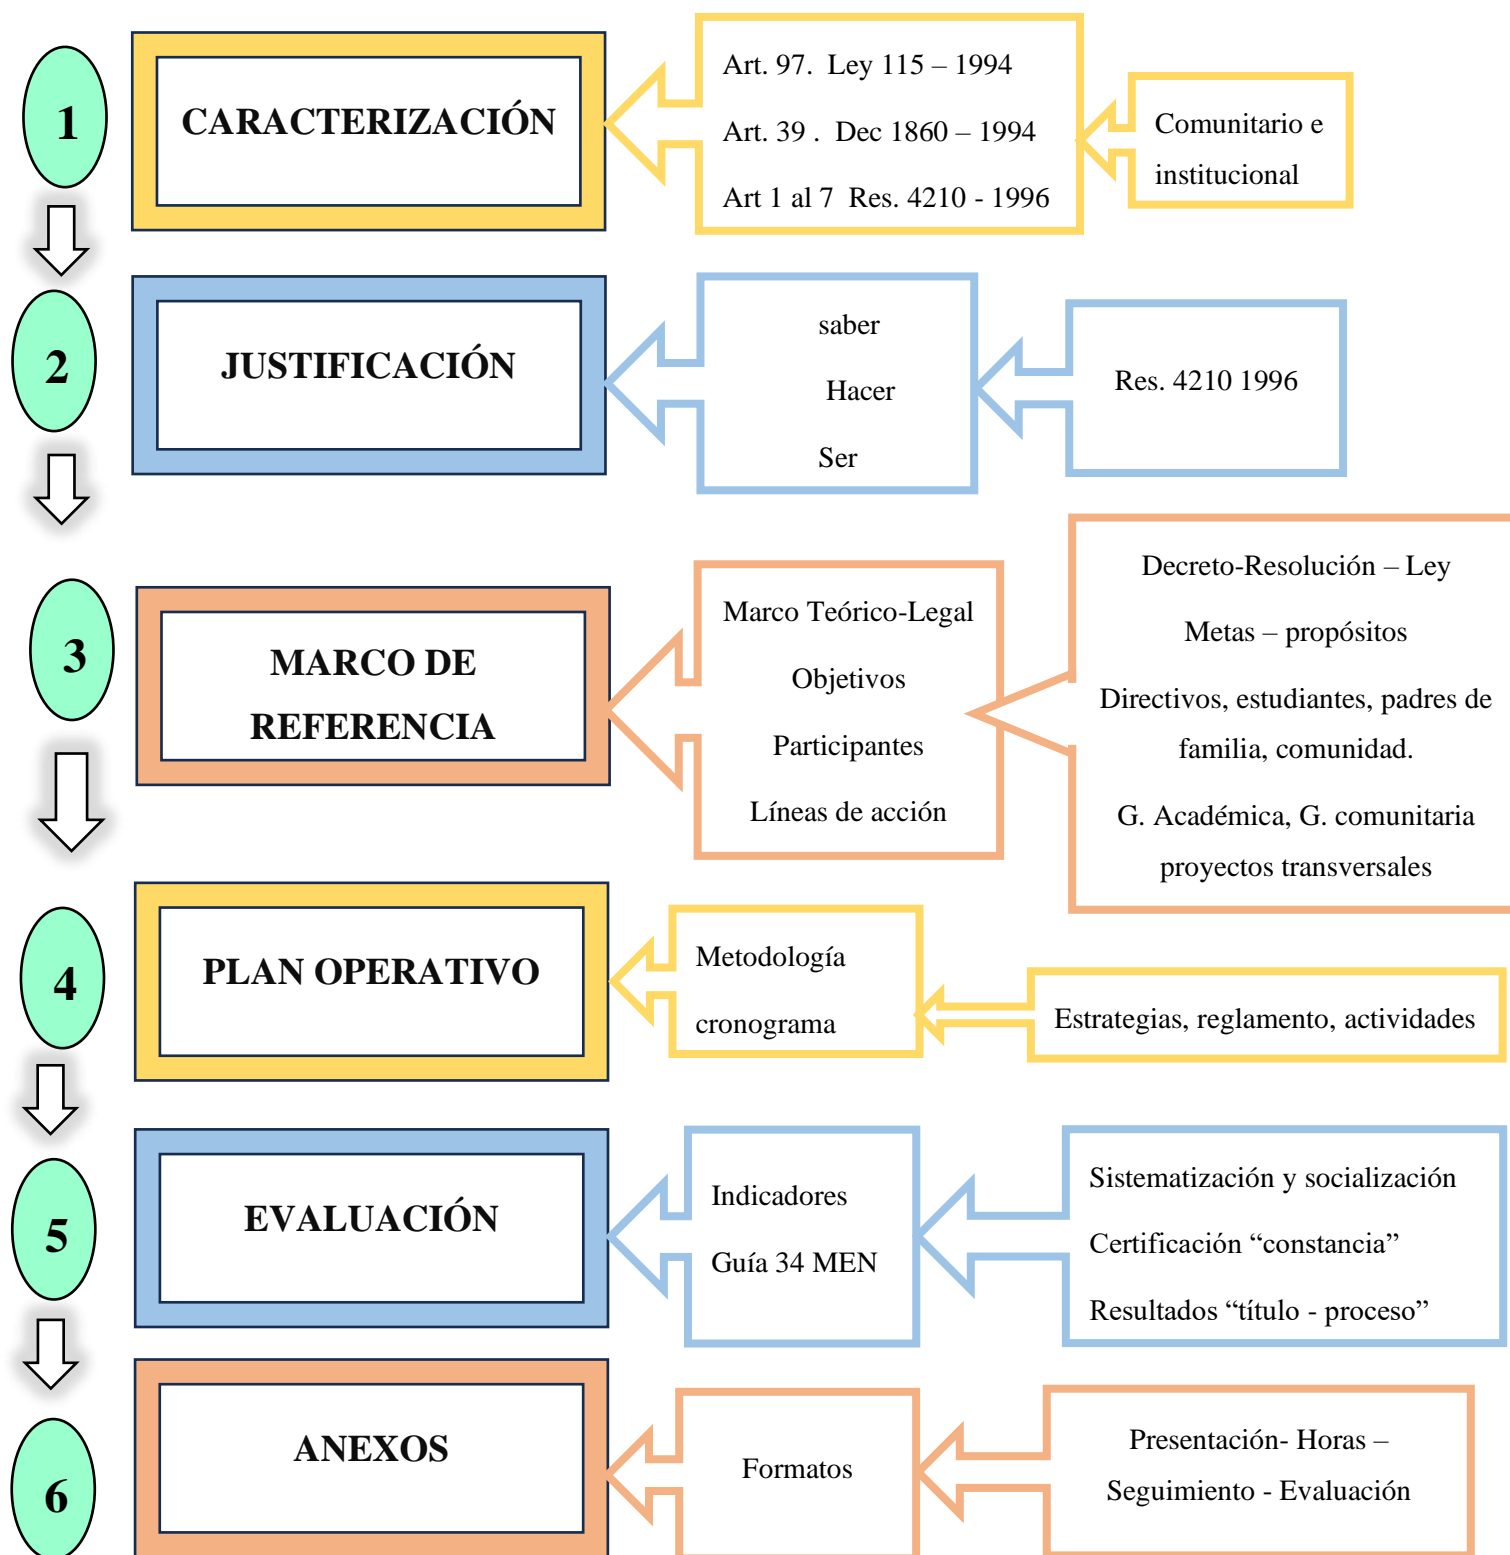 1
CARACTERIZACIÓN
Art. 97.  Ley 115 – 1994
Art. 39 .  Dec 1860 – 1994
Art 1 al 7  Res. 4210 - 1996
Comunitario e
institucional
2
JUSTIFICACIÓN
saber
Hacer
Ser
Res. 4210 1996
3
MARCO DE
REFERENCIA
Marco Teórico-Legal
Objetivos
Participantes
Líneas de acción
Decreto-Resolución – Ley
Metas – propósitos
Directivos, estudiantes, padres de
familia, comunidad.
G. Académica, G. comunitaria
proyectos transversales
4
PLAN OPERATIVO
Metodología
cronograma
Estrategias, reglamento, actividades
5
EVALUACIÓN
Indicadores
Guía 34 MEN
Sistematización y socialización
Certificación “constancia”
Resultados “título - proceso”
6
ANEXOS
Formatos
Presentación- Horas –
Seguimiento - Evaluación